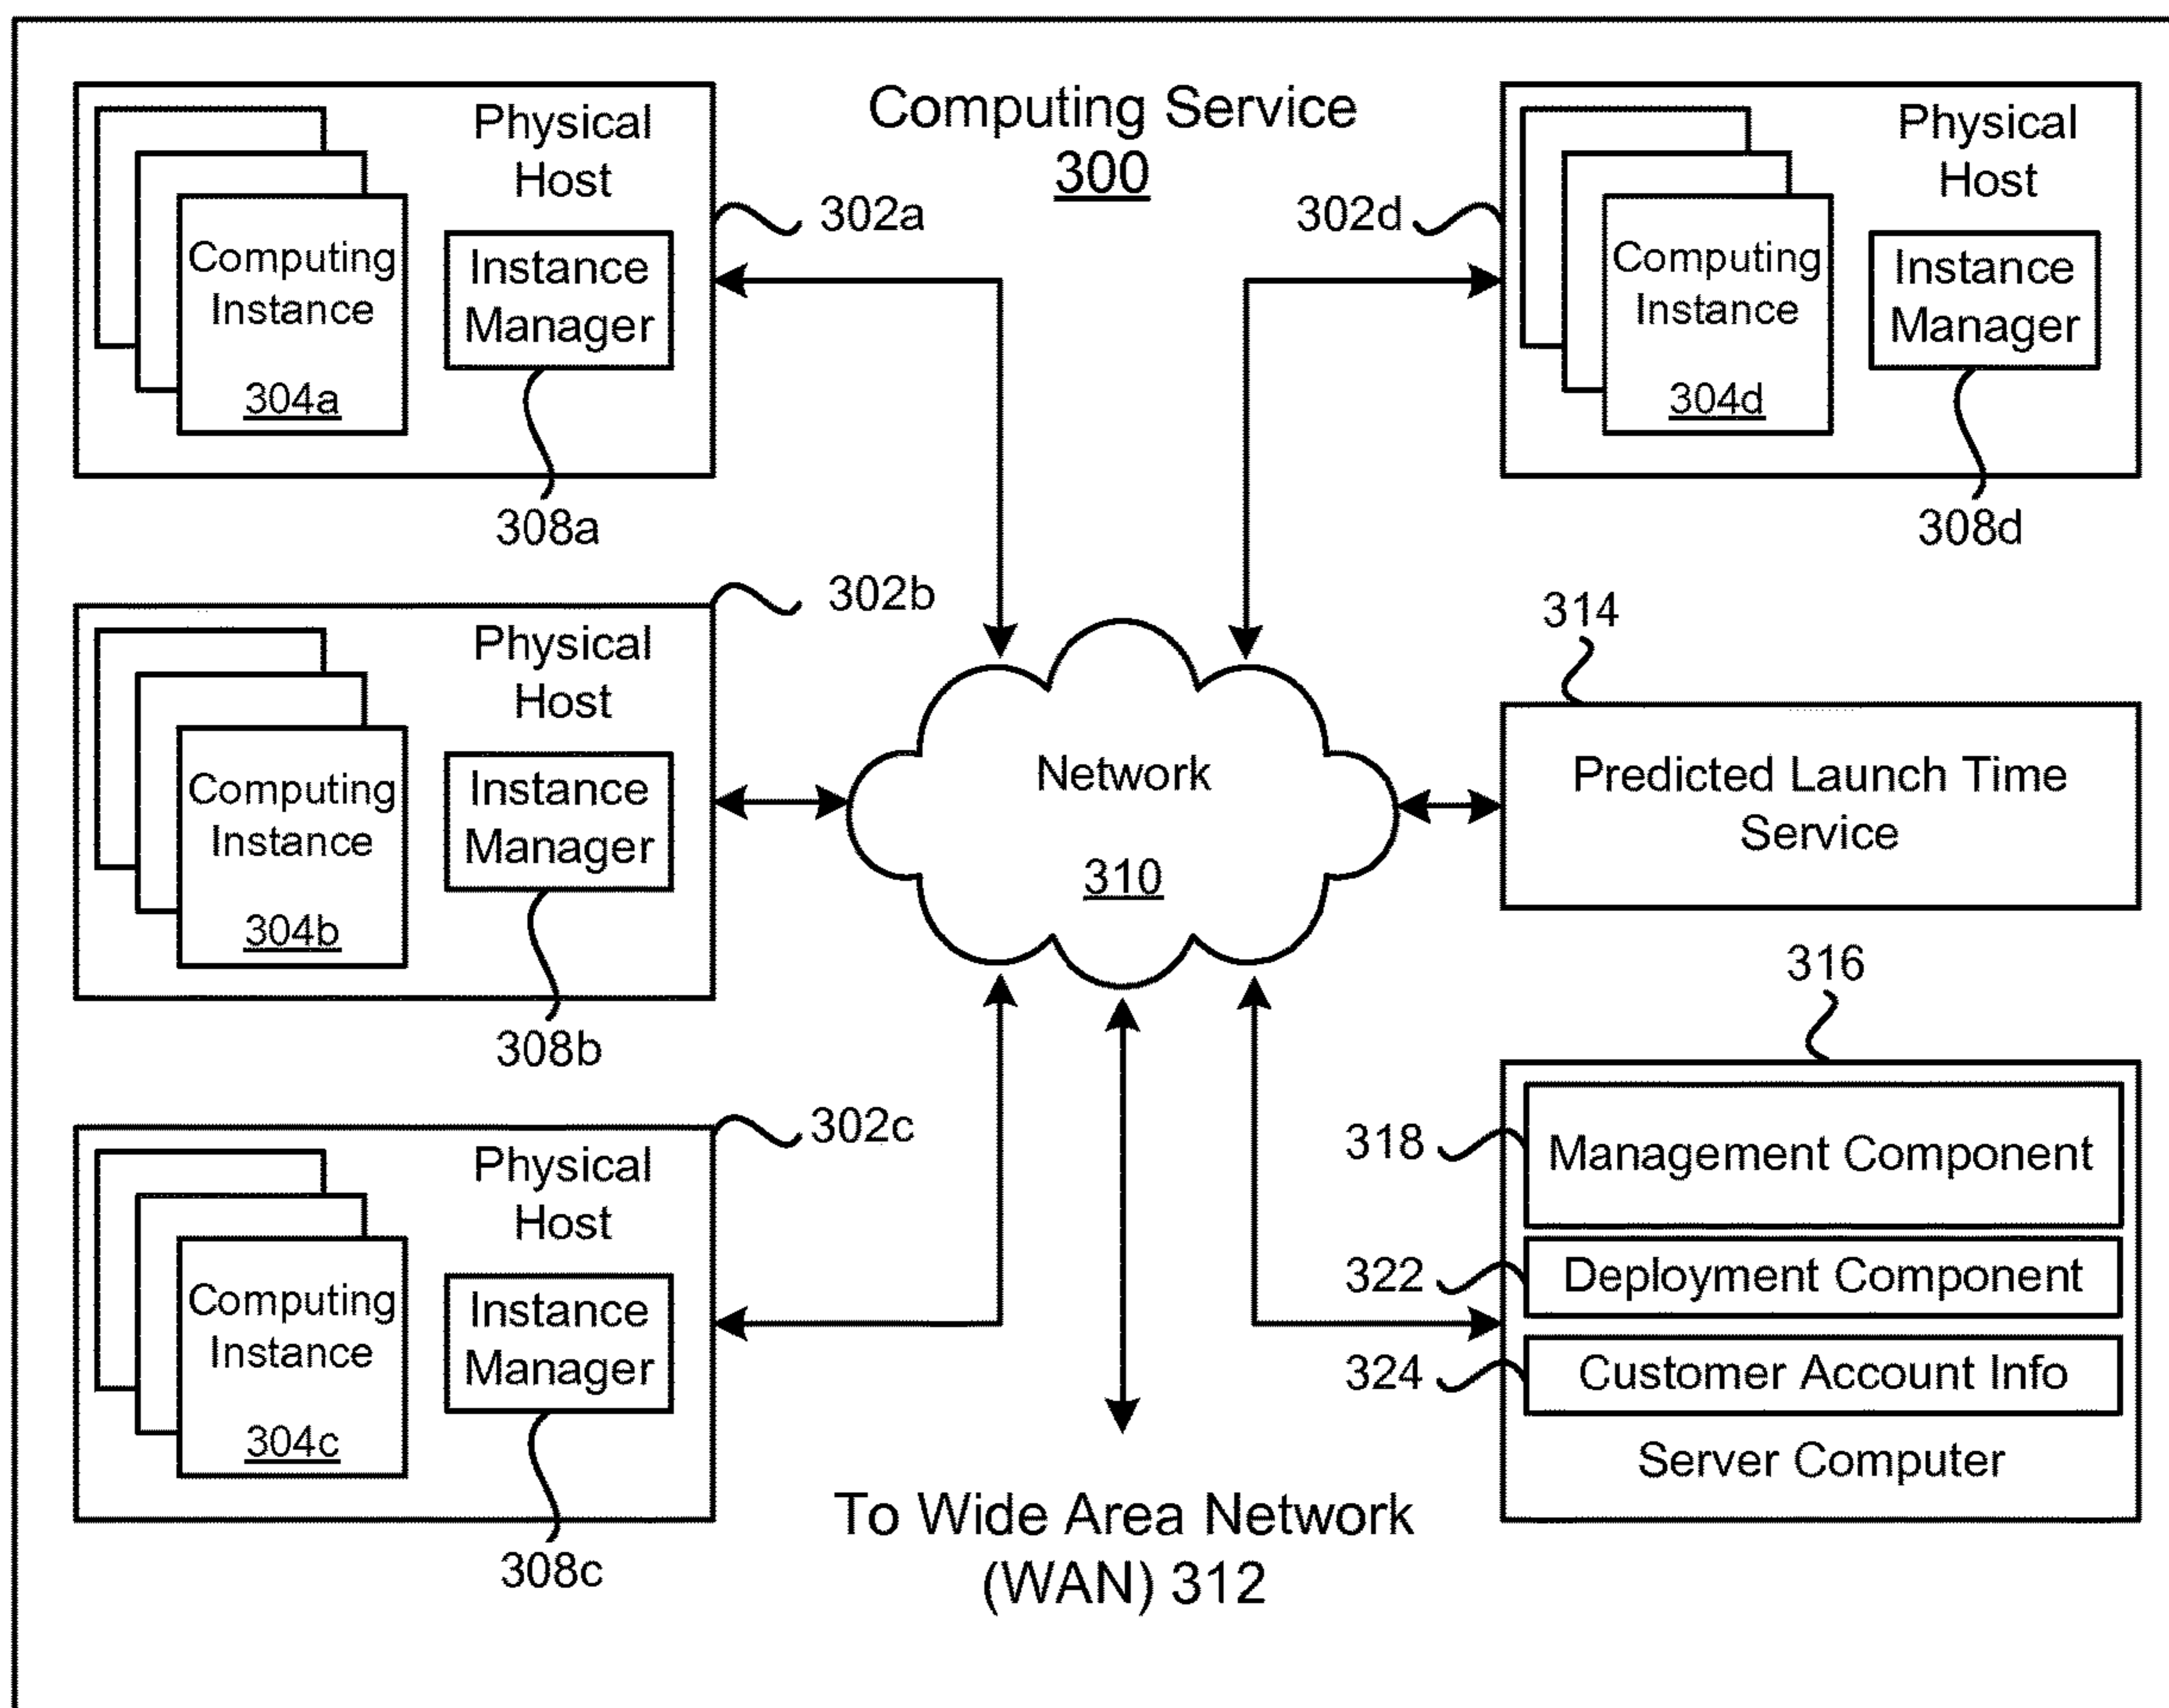 Computing Service
300
Physical
Host
302a
Computing
Instance
304a
Instance
Manager
308a
302d
Physical
Host
Computing
Instance
304d
Instance
Manager
308d
302b
Physical
Host
Computing
Instance
304b
Instance
Manager
308b
Network
310
314
Predicted Launch Time
Service
302c
Physical
Host
Computing
Instance
304c
Instance
Manager
308c
316
318
Management Component
322
Deployment Component
324
Customer Account Info
Server Computer
To Wide Area Network
(WAN) 312